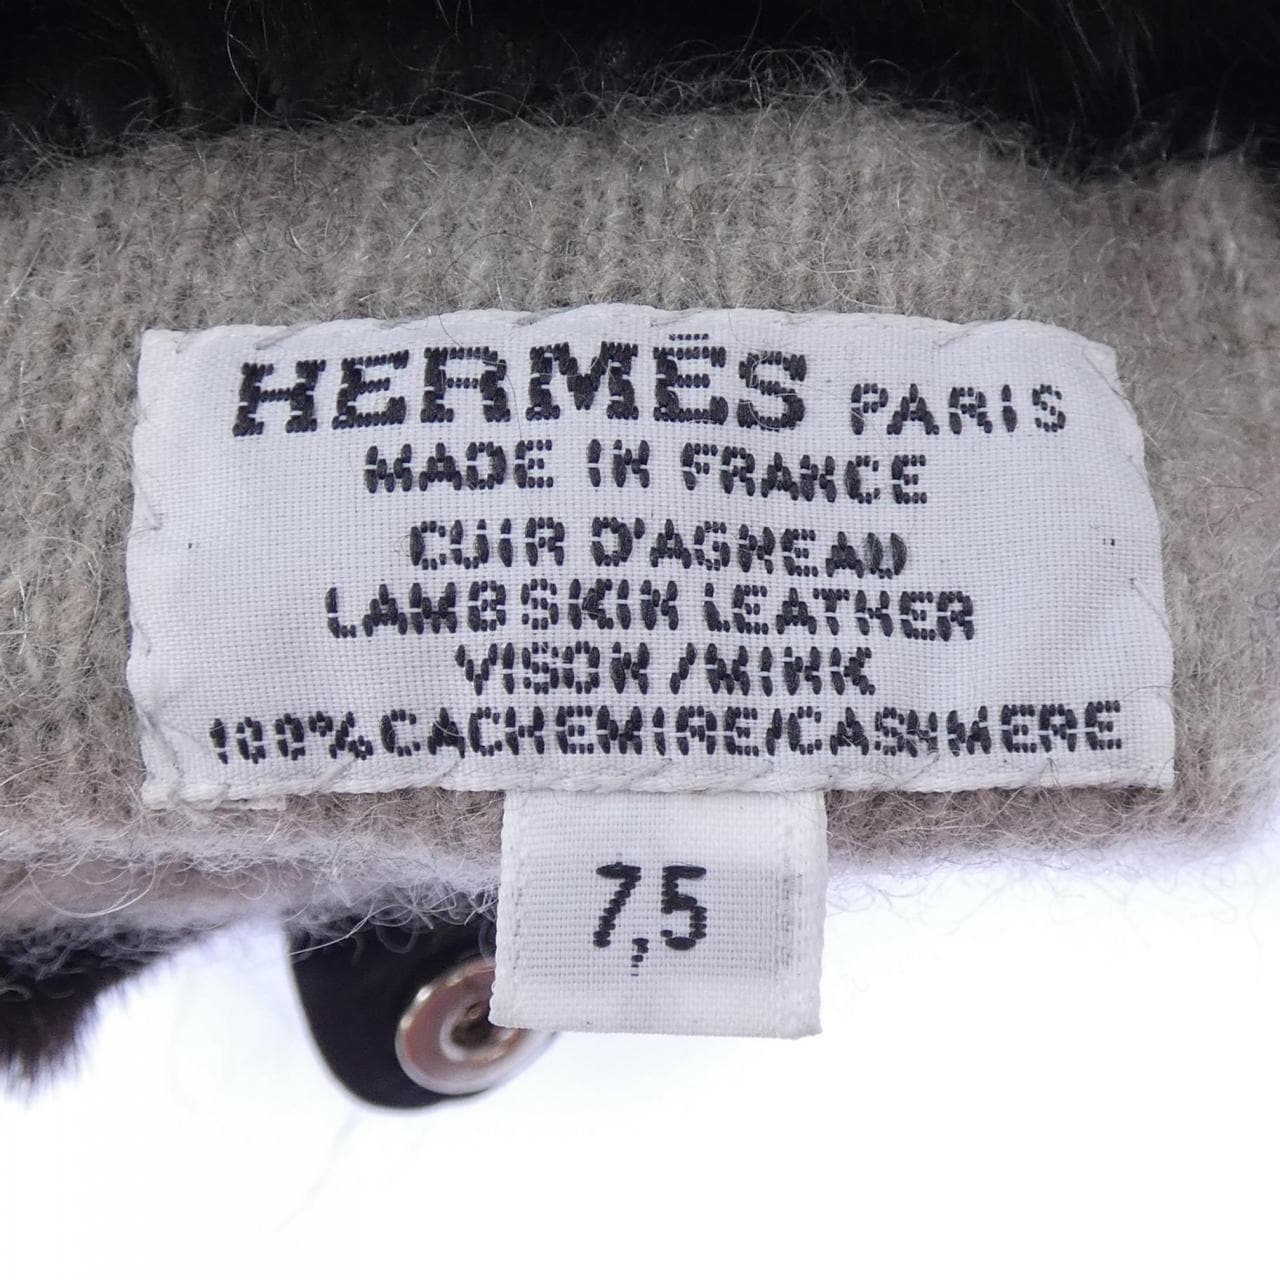 HERMÈS PARIS
MADE IN FRANCE
CUIR D'AGNEAU
LAMBSKIN LEATHER
VISON/MINK
100%CACHEMIRE/CASHMERE
7,5